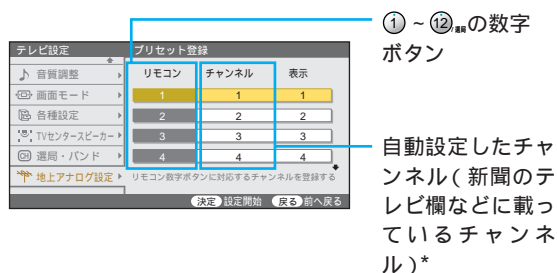 テレビ設定
プリセット登録
音質調整
画面モード
各種設定
TVセンタースピーカー
選局・バンド
地上アナログ設定
リモコン チャンネル 表示
1 1 1
2 2 2
3 3 3
4 4 4
リモコン数字ボタンに対応するチャンネルを登録する
決定 設定開始 戻る 前へ戻る
① ~ ⑫/選局の数字
ボタン
自動設定したチャ
ンネル(新聞のテ
レビ欄などに載っ
ているチャンネ
ル)*